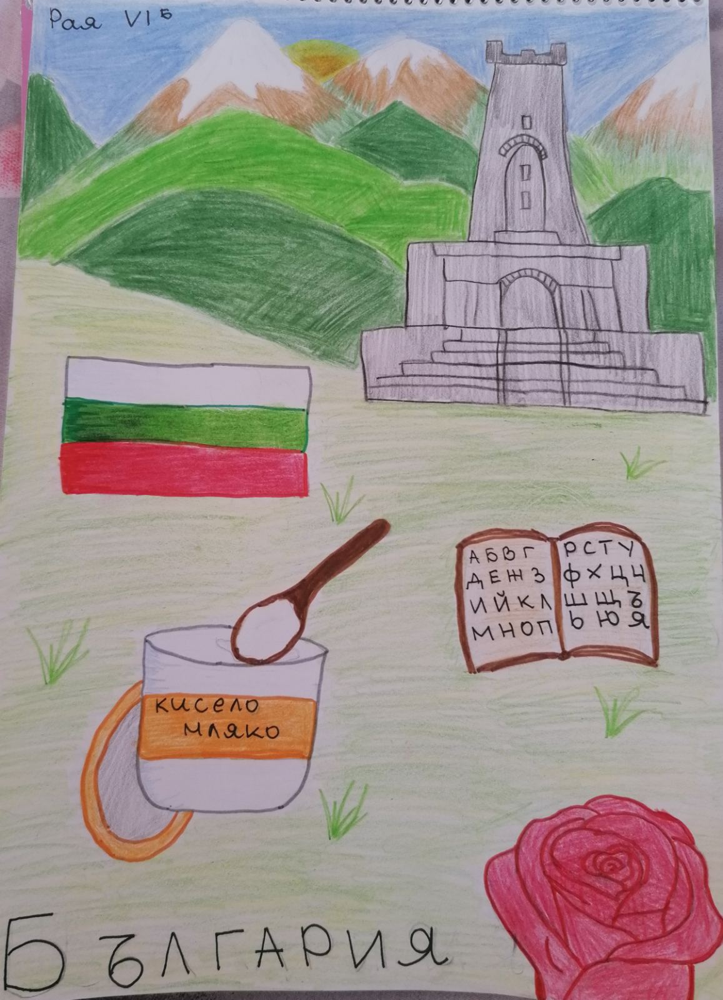 Рая VIб
АБВГ
ДЕЖЗ
ИЙКЛ
МНОП
РСТУ
ФХЦЧ
ШЩЪ
ЬЮЯ
кисело
мляко
БЪЛГАРИЯ